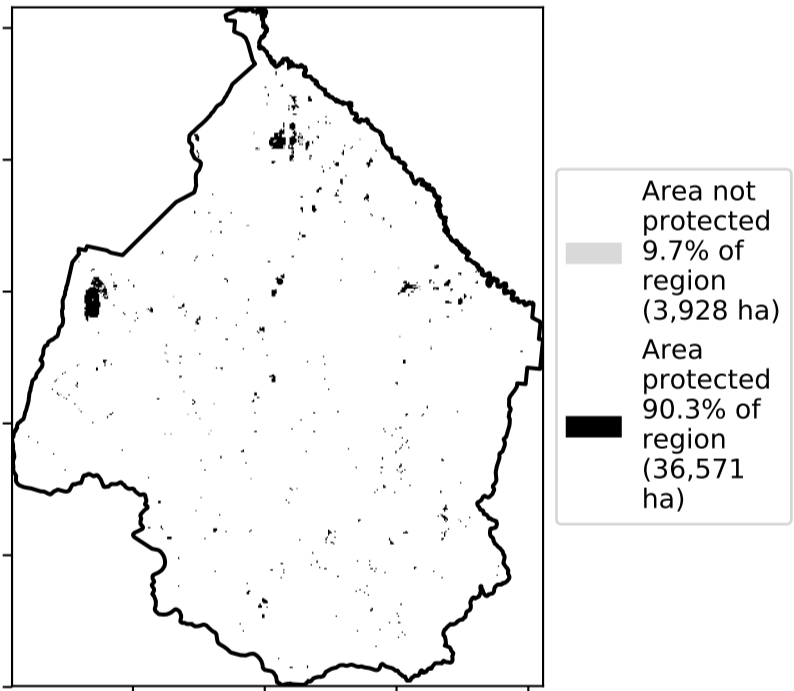 Area not
protected
9.7% of
region
(3,928 ha)
Area
protected
90.3% of
region
(36,571
ha)